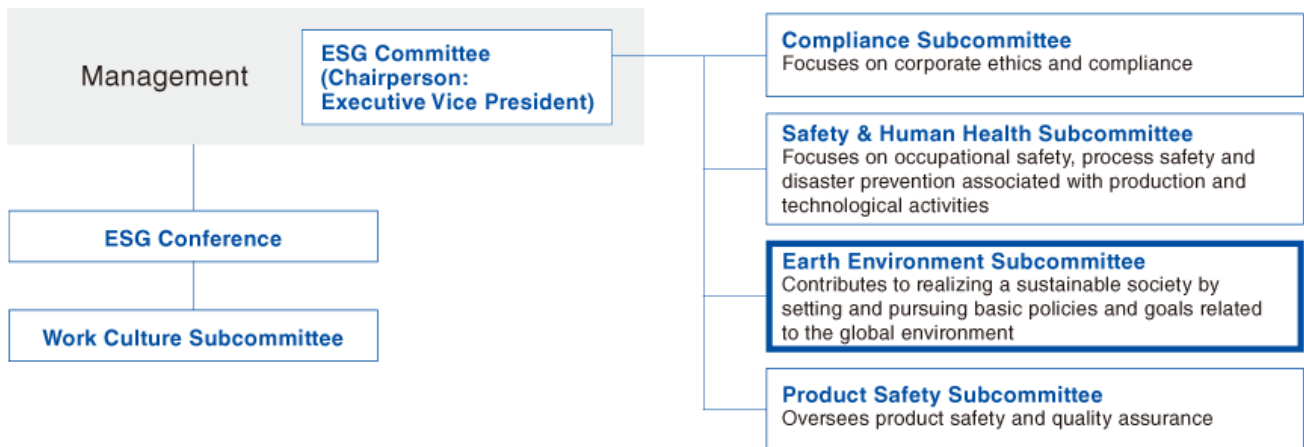 Management
ESG Committee
(Chairperson:
Executive Vice President)
ESG Conference
Work Culture Subcommittee
Compliance Subcommittee
Focuses on corporate ethics and compliance
Safety & Human Health Subcommittee
Focuses on occupational safety, process safety and
disaster prevention associated with production and
technological activities
Earth Environment Subcommittee
Contributes to realizing a sustainable society by
setting and pursuing basic policies and goals related
to the global environment
Product Safety Subcommittee
Oversees product safety and quality assurance